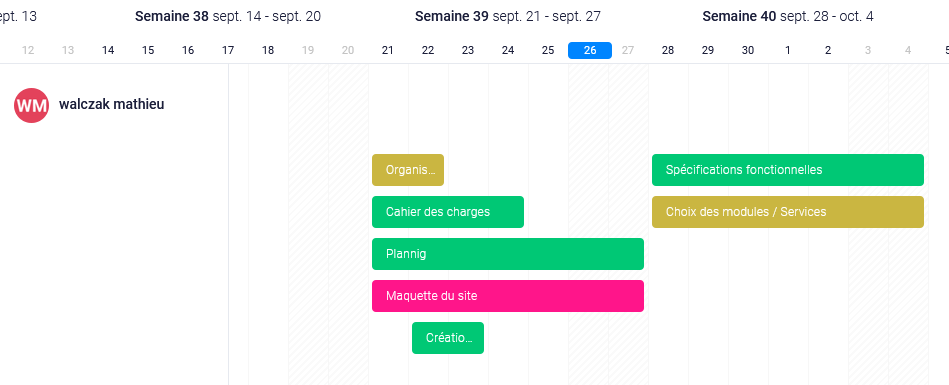 pt. 13 Semaine 38 sept. 14 - sept. 20 Semaine 39 sept. 21 - sept. 27 Semaine 40 sept. 28 - oct. 4
12 13 14 15 16 17 18 19 20 21 22 23 24 25 26 27 28 29 30 1 2 3 4 5
WM walczak mathieu
Organis... Spécifications fonctionnelles
Cahier des charges Choix des modules / Services
Plannig
Maquette du site
Créatio...